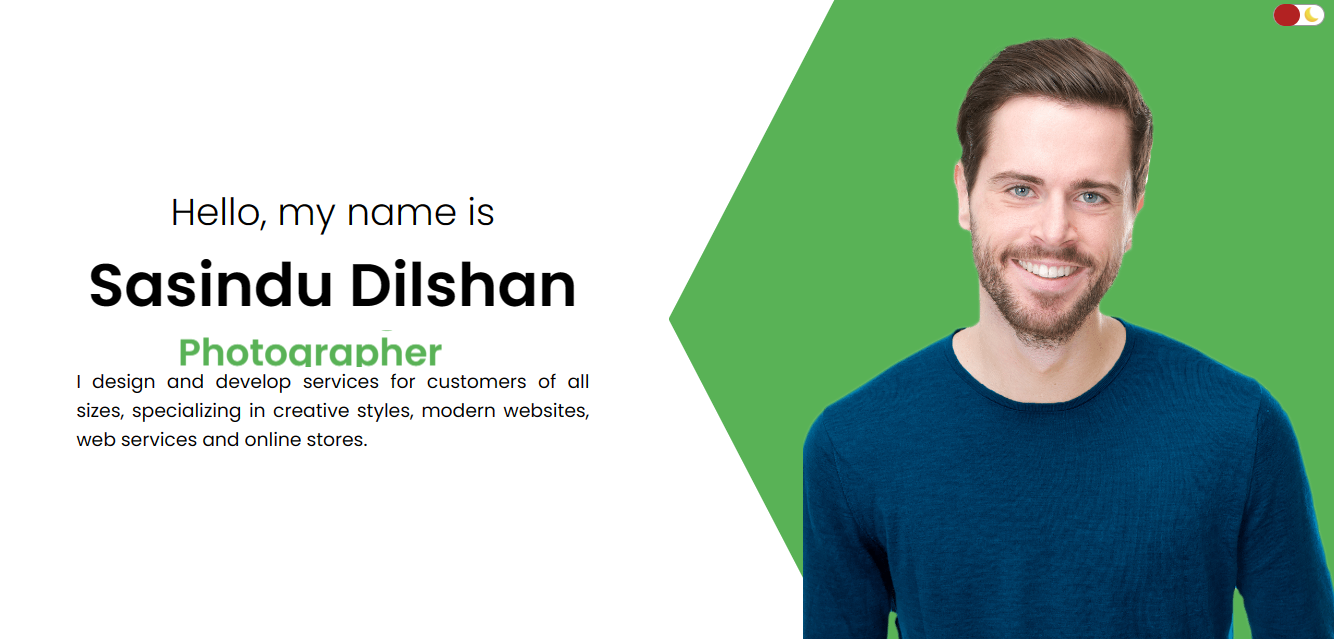 Hello, my name is
Sasindu Dilshan
Photographer
I design and develop services for customers of all
sizes, specializing in creative styles, modern websites,
web services and online stores.